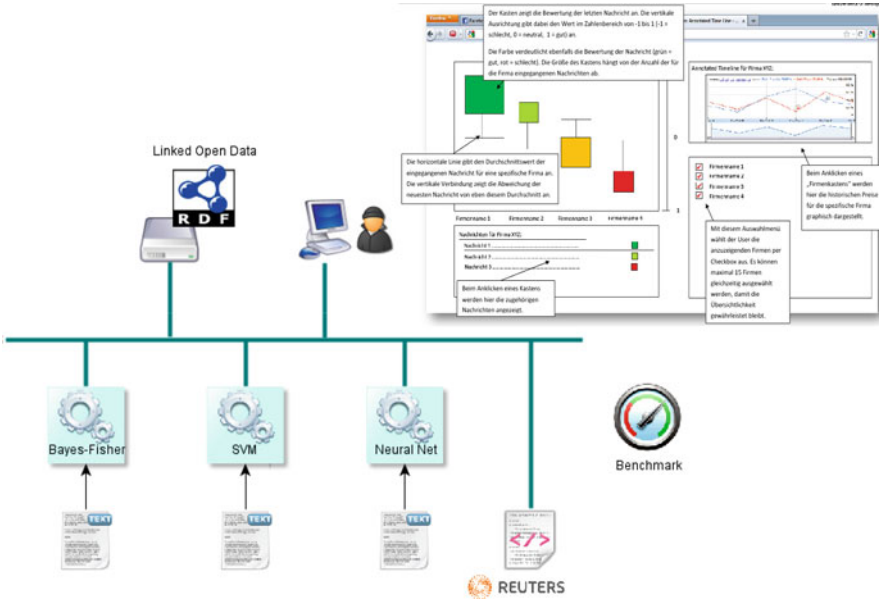 Der Kasten zeigt die Bewertung der letzten Nachricht an. Die vertikale
Ausrichtung gibt dabei den Wert im Zahlenbereich von -1 bis 1 (-1 =
schlecht, 0 = neutral, 1 = gut) an.
Die Farbe verdeutlicht ebenfalls die Bewertung der Nachricht (grün =
gut, rot = schlecht). Die Größe des Kastens hängt von der Anzahl der für
die Firma eingegangenen Nachrichten ab.
Annotated Timeline für Firma XYZ:
0
Die horizontale Linie gibt den Durchschnittswert der
eingegangenen Nachricht für eine spezifische Firma an.
Die vertikale Verbindung zeigt die Abweichung der
neuesten Nachricht von eben diesem Durchschnitt an.
1
Firmenname 1 Firmenname 2 Firmenname 3 Firmenname 4
Firmenname 1
Firmenname 2
Firmenname 3
Firmenname 4
Beim Anklicken eines
„Firmenkastens" werden
hier die historischen Preise
für die spezifische Firma
graphisch dargestellt.
Mit diesem Auswahlmenü
wählt der User die
anzuzeigenden Firmen per
Checkbox aus. Es können
maximal 15 Firmen
gleichzeitig ausgewählt
werden, damit die
Übersichtlichkeit
gewährleistet bleibt.
Nachrichten für Firma XYZ:
Nachricht 1
Nachricht 2
Nachricht 3
Beim Anklicken eines Kastens
werden hier die zugehörigen
Nachrichten angezeigt.
Linked Open Data
RDF
Bayes-Fisher
SVM
Neural Net
Benchmark
TEXT
TEXT
TEXT
</>
REUTERS